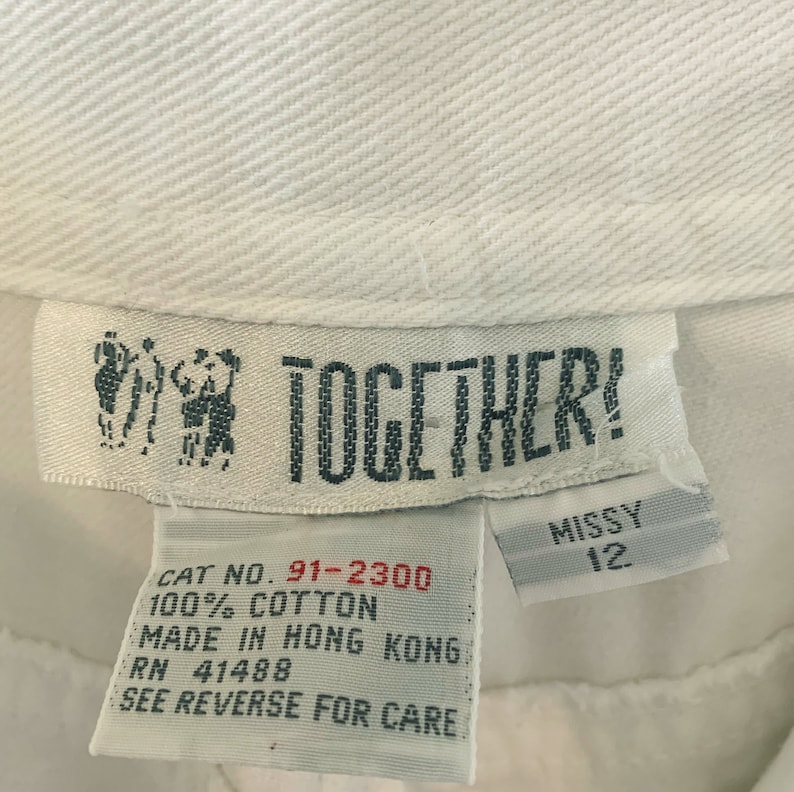 TOGETHER!
MISSY
12
CAT NO. 91-2300
100% COTTON
MADE IN HONG KONG
RN 41488
SEE REVERSE FOR CARE